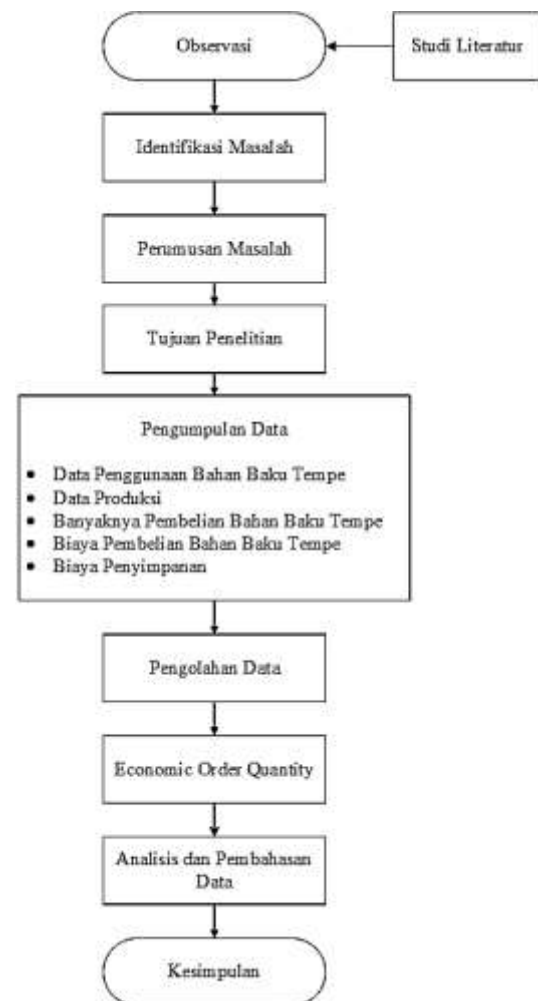 Observasi
Studi Literatur
Identifikasi Masalah
Perumusan Masalah
Tujuan Penelitian
Pengumpulan Data
• Data Penggunaan Bahan Baku Tempe
• Data Produksi
• Banyaknya Pembelian Bahan Baku Tempe
• Biaya Pembelian Bahan Baku Tempe
• Biaya Penyimpanan
Pengolahan Data
Economic Order Quantity
Analisis dan Pembahasan
Data
Kesimpulan